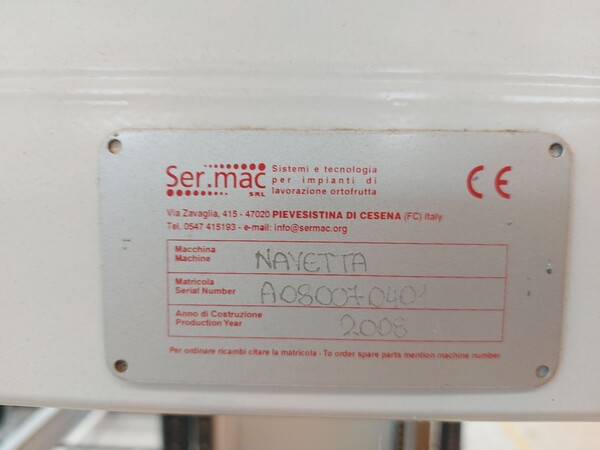 Ser.mac
SRL
Sistemi e tecnologia
per impianti di
lavorazione ortofrutta
CE
Via Zavaglia, 415 - 47020 PIEVESISTINA DI CESENA (FC) Italy
Tel. 0547 415193 - e-mail: info@sermac.org
Macchina
Machine
NAVETTA
Matricola
Serial Number
A08007-0401
Anno di Costruzione
Production Year
2008
Per ordinare ricambi citare la matricola - To order spare parts mention machine number